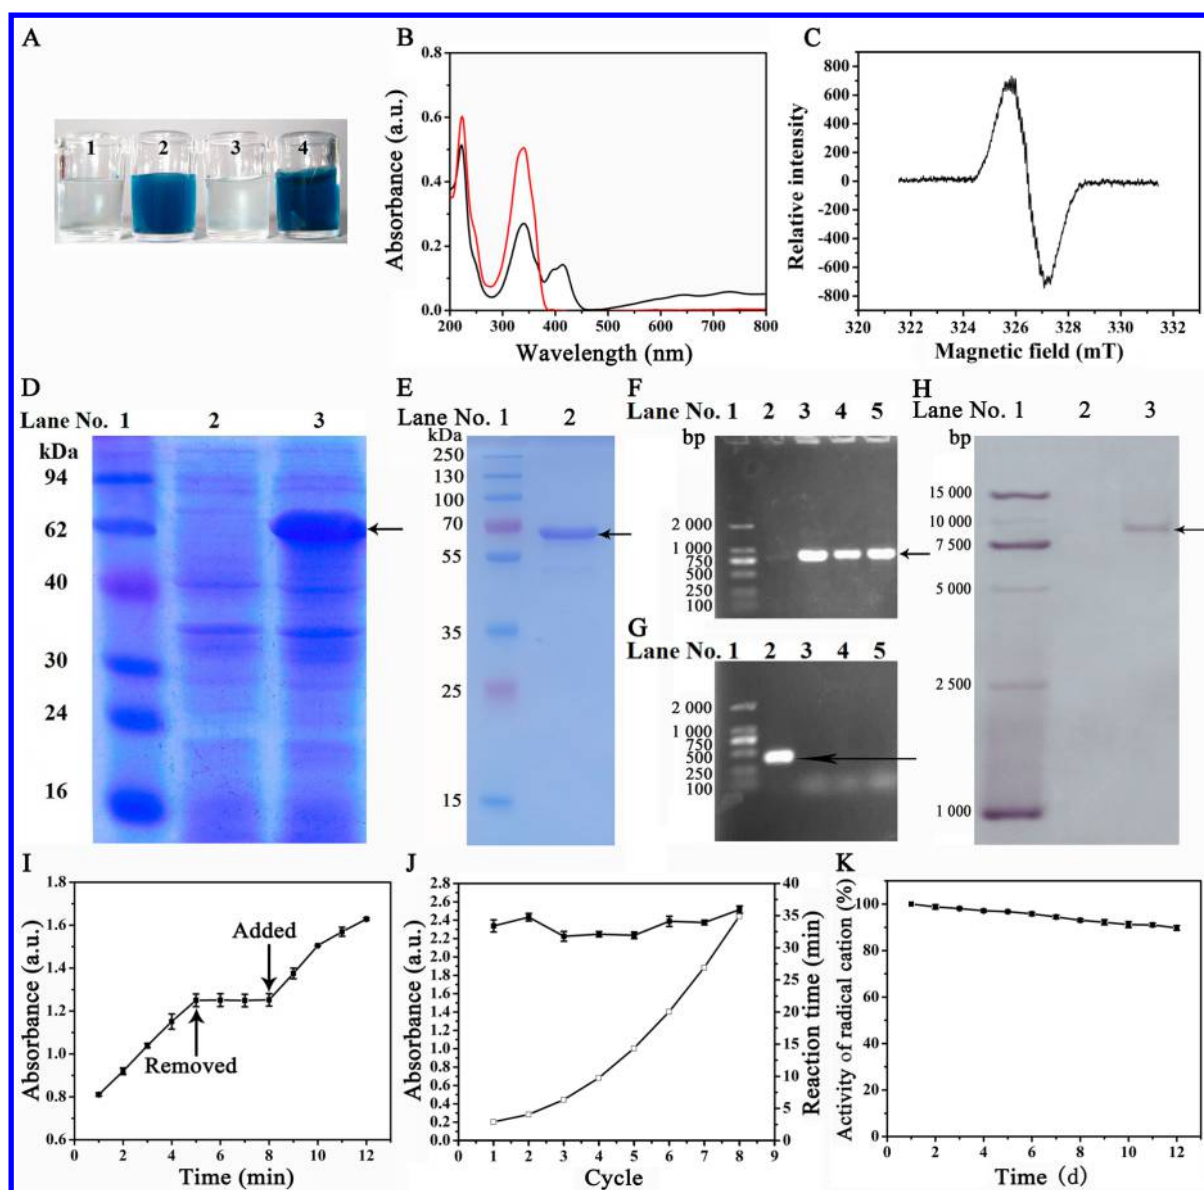 A
1 2 3 4
B
0.8
0.6
0.4
0.2
0.0
200 300 400 500 600 700 800
Absorbance (a.u.)
Wavelength (nm)
C
800
600
400
200
0
-200
-400
-600
-800
320 322 324 326 328 330 332
Relative intensity
Magnetic field (mT)
D
Lane No. 1 2 3
kDa
94
62
40
30
24
16
E
Lane No. 1 2
kDa
250
130
100
70
55
35
25
15
F
Lane No. 1 2 3 4 5
bp
2 000
1 000
750
500
250
100
G
Lane No. 1 2 3 4 5
2 000
1 000
750
500
250
100
H
Lane No. 1 2 3
bp
15 000
10 000
7 500
5 000
2 500
1 000
I
1.8
1.6
1.4
1.2
1.0
0.8
0.6
0 2 4 6 8 10 12
Absorbance (a.u.)
Time (min)
Added
Removed
J
2.8
2.6
2.4
2.2
2.0
1.8
1.6
1.4
1.2
1.0
0.8
0.6
0.4
0.2
0.0
0 1 2 3 4 5 6 7 8 9
40
35
30
25
20
15
10
5
0
Absorbance (a.u.)
Reaction time (min)
Cycle
K
100
80
60
40
20
0
0 2 4 6 8 10 12
Activity of radical cation (%)
Time (d)